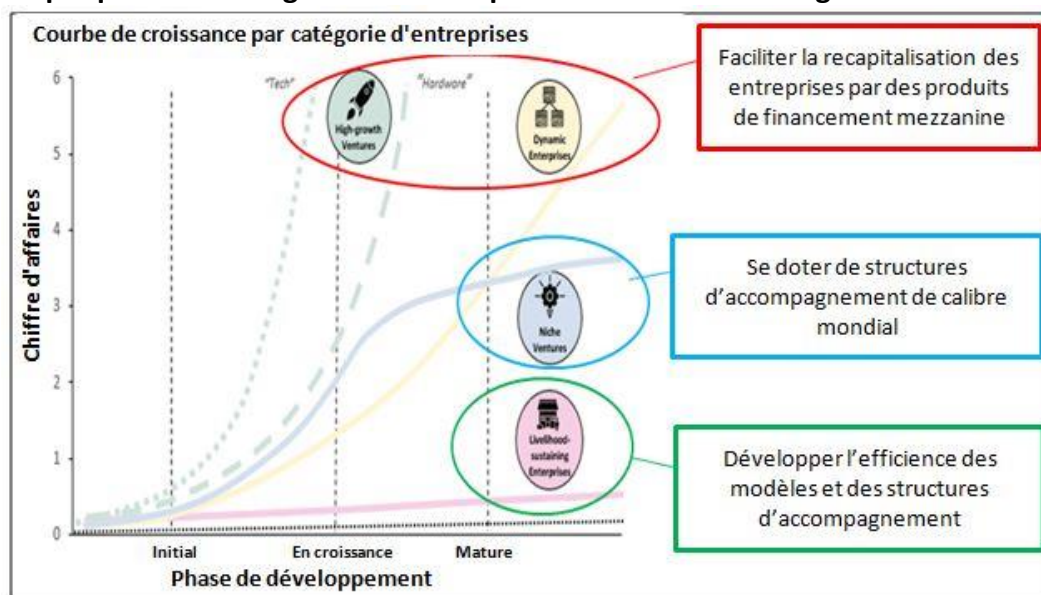 Courbe de croissance par catégorie d'entreprises
"Tech"
"Hardware"
High-growth
Ventures
Dynamic
Enterprises
Niche
Ventures
Livelihood-
sustaining
Enterprises
6
5
4
3
2
1
0
Chiffre d'affaires
Initial
En croissance
Mature
Phase de développement
Faciliter la recapitalisation des
entreprises par des produits
de financement mezzanine
Se doter de structures
d'accompagnement de calibre
mondial
Développer l'efficience des
modèles et des structures
d'accompagnement